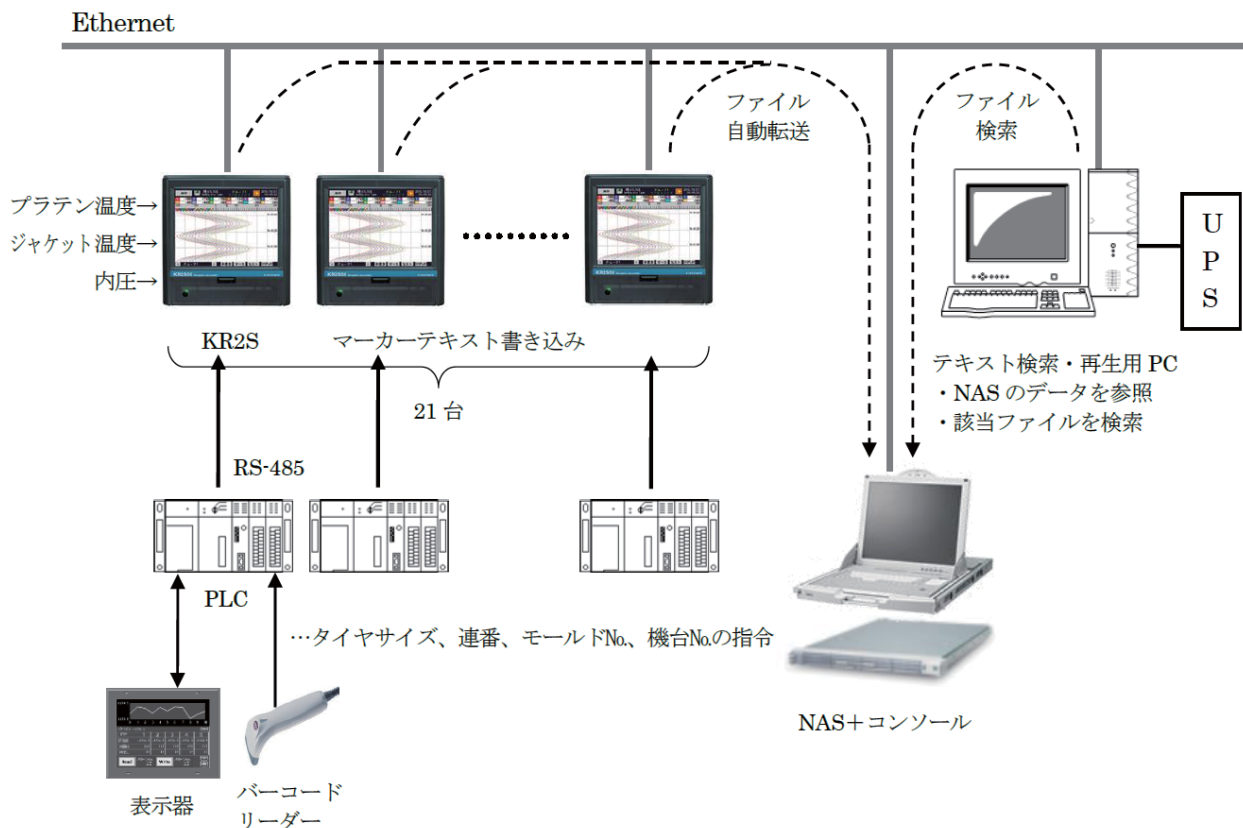 Ethernet
ファイル
自動転送
ファイル
検索
プラテン温度→
ジャケット温度→
内圧→
UPS
KR2S
マーカーテキスト書き込み
21 台
テキスト検索・再生用 PC
・NAS のデータを参照
・該当ファイルを検索
RS-485
PLC
…タイヤサイズ、連番、モールド№、機台№の指令
NAS+コンソール
表示器
バーコード
リーダー